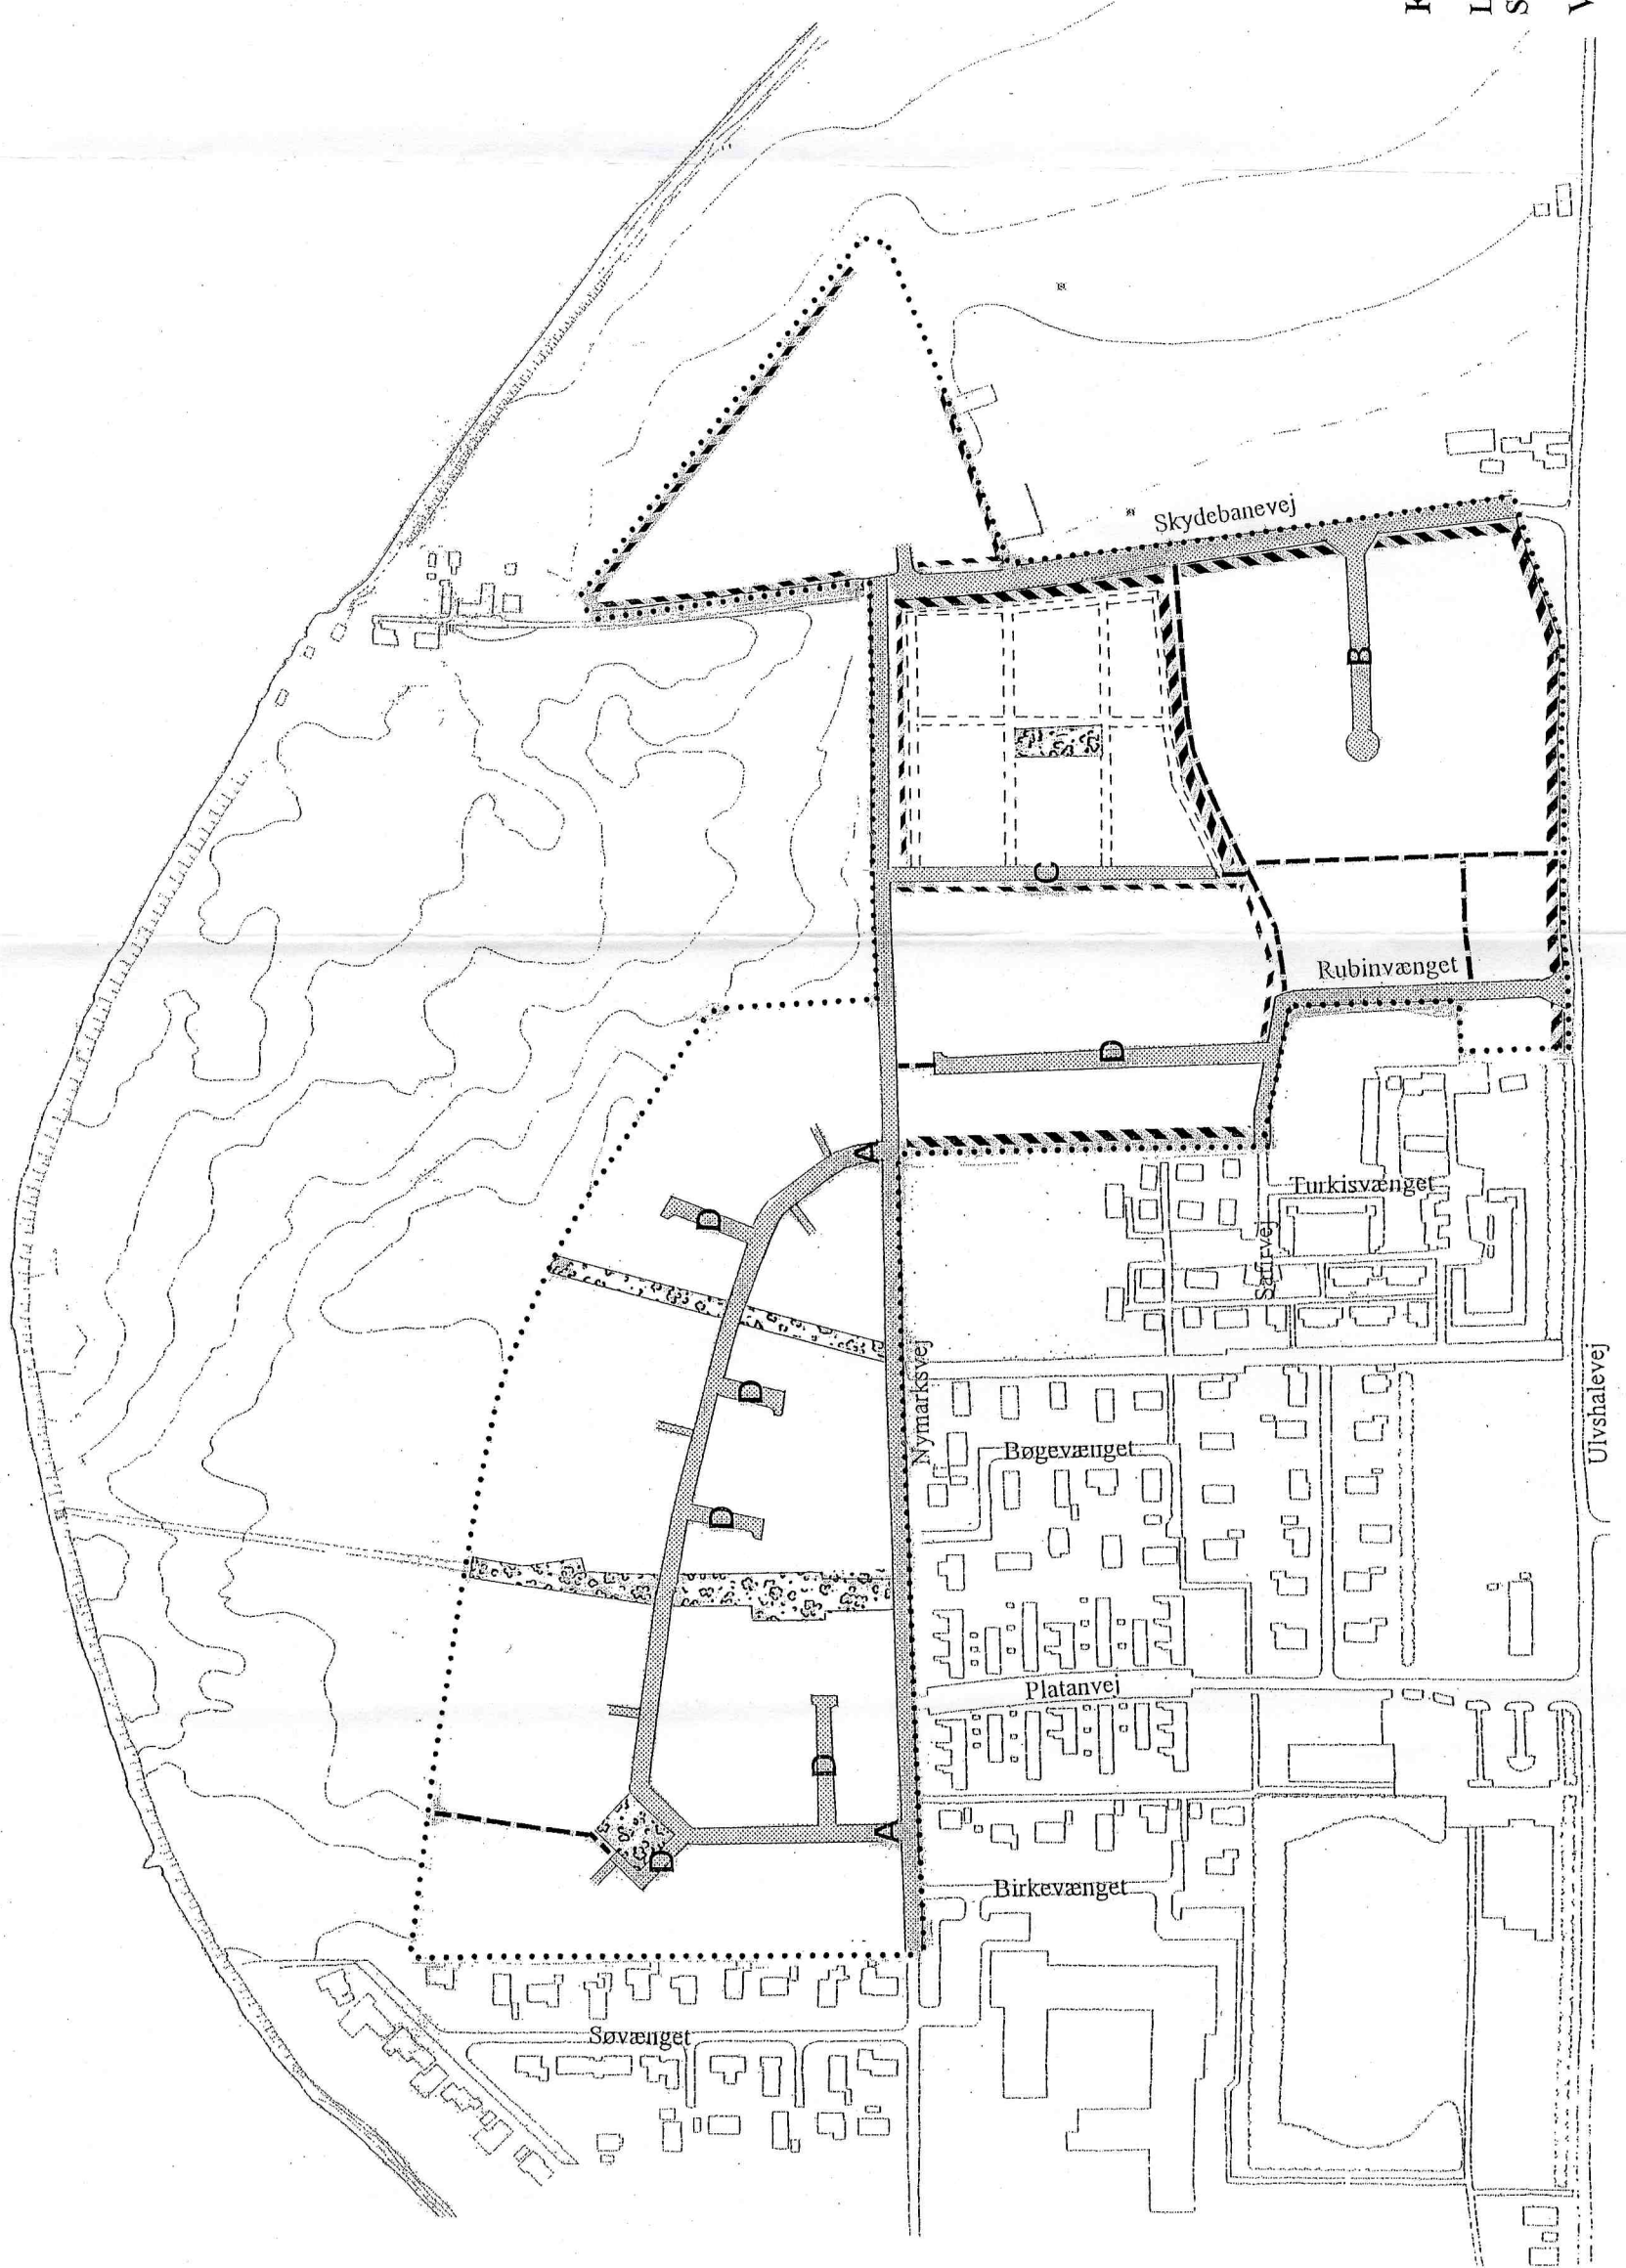 Skydebanevej
B
C
Rubinvænget
D
A
Turkisvænget
D
Safirvej
Nymarksvej
Ulvshalevej
D
Bøgevænget
D
Platanvej
D
A
D
Birkevænget
Søvænget